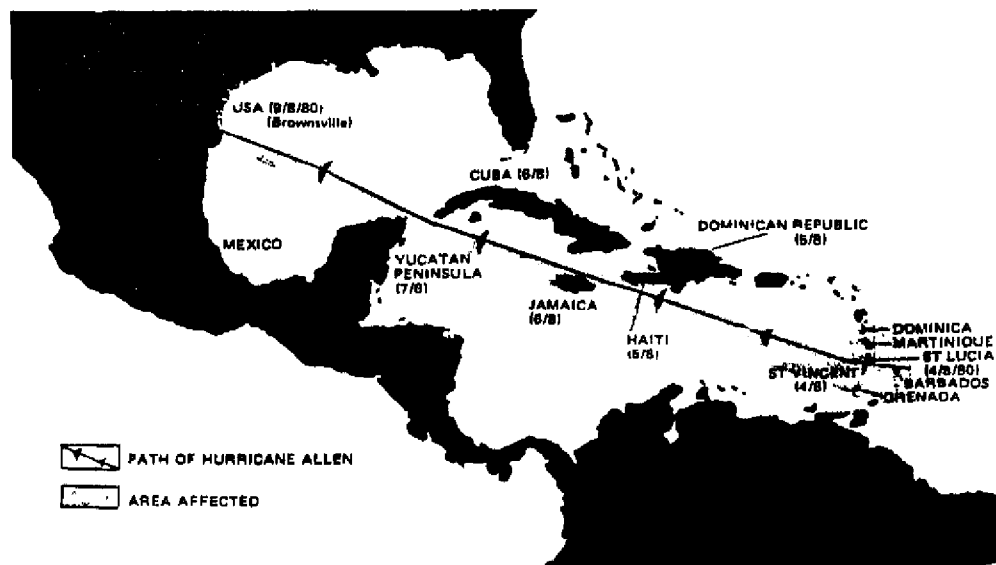 USA (9/8/80)
(Brownsville)
CUBA (6/8)
DOMINICAN REPUBLIC
(5/8)
MEXICO
YUCATAN
PENINSULA
(7/8)
JAMAICA
(6/8)
HAITI
(5/8)
DOMINICA
MARTINIQUE
ST LUCIA
(4/8/80)
ST VINCENT
(4/8)
BARBADOS
GRENADA
PATH OF HURRICANE ALLEN
AREA AFFECTED